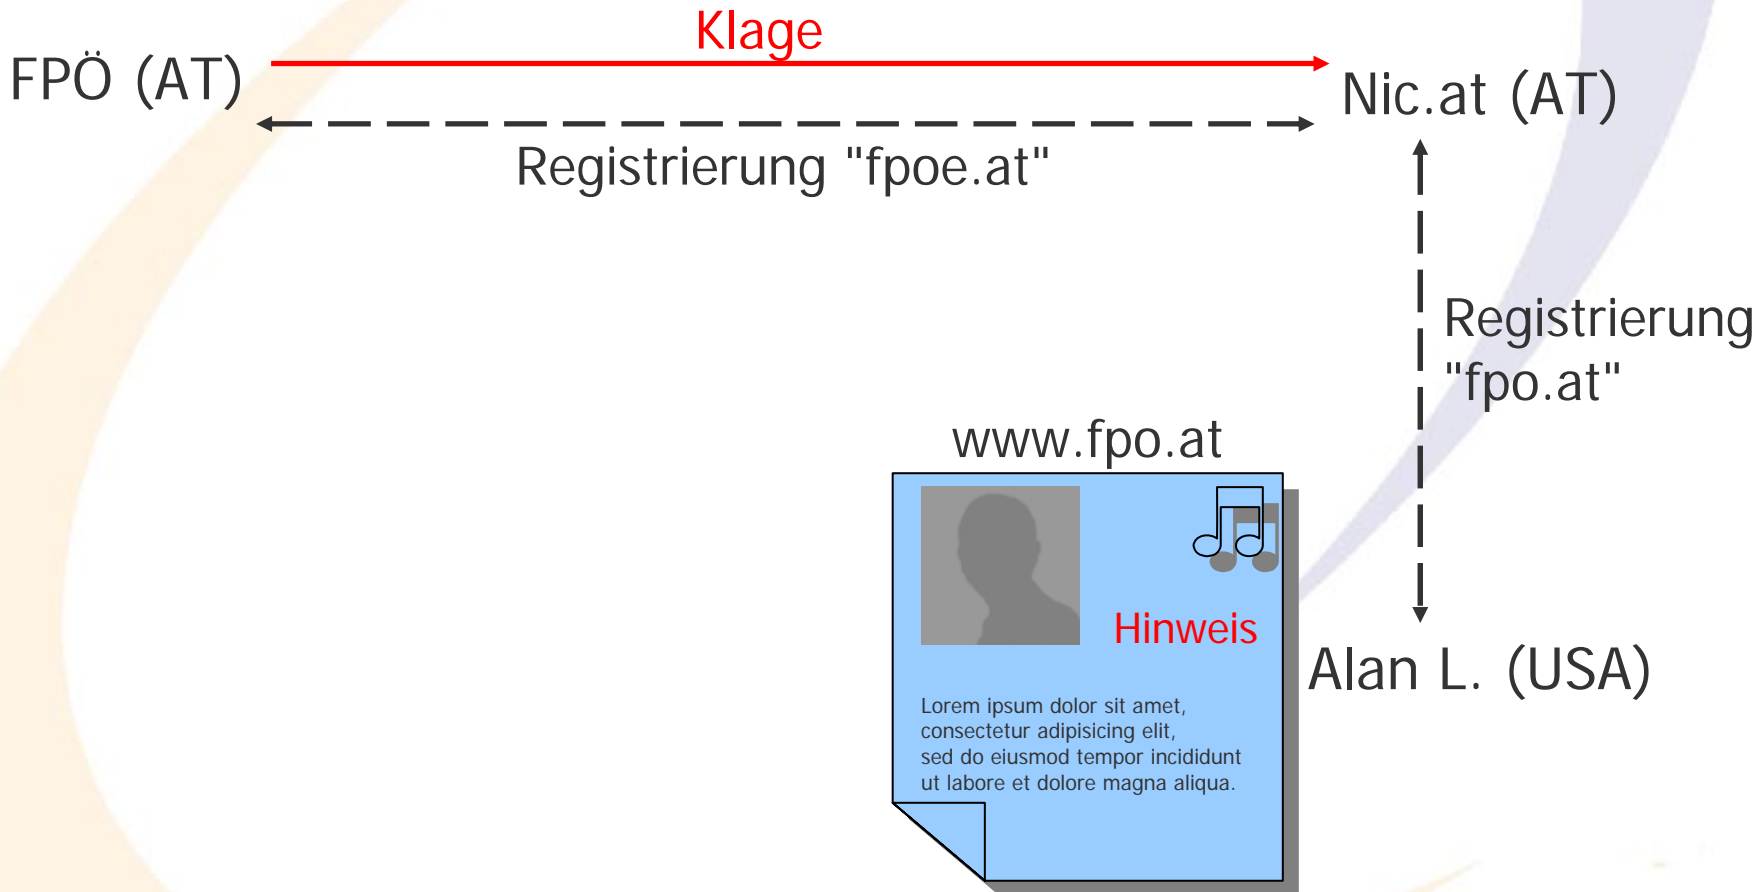 Klage
FPÖ (AT)
Nic.at (AT)
Registrierung "fpoe.at"
Registrierung
"fpo.at"
www.fpo.at
Hinweis
Alan L. (USA)
Lorem ipsum dolor sit amet,
consectetur adipisicing elit,
sed do eiusmod tempor incididunt
ut labore et dolore magna aliqua.